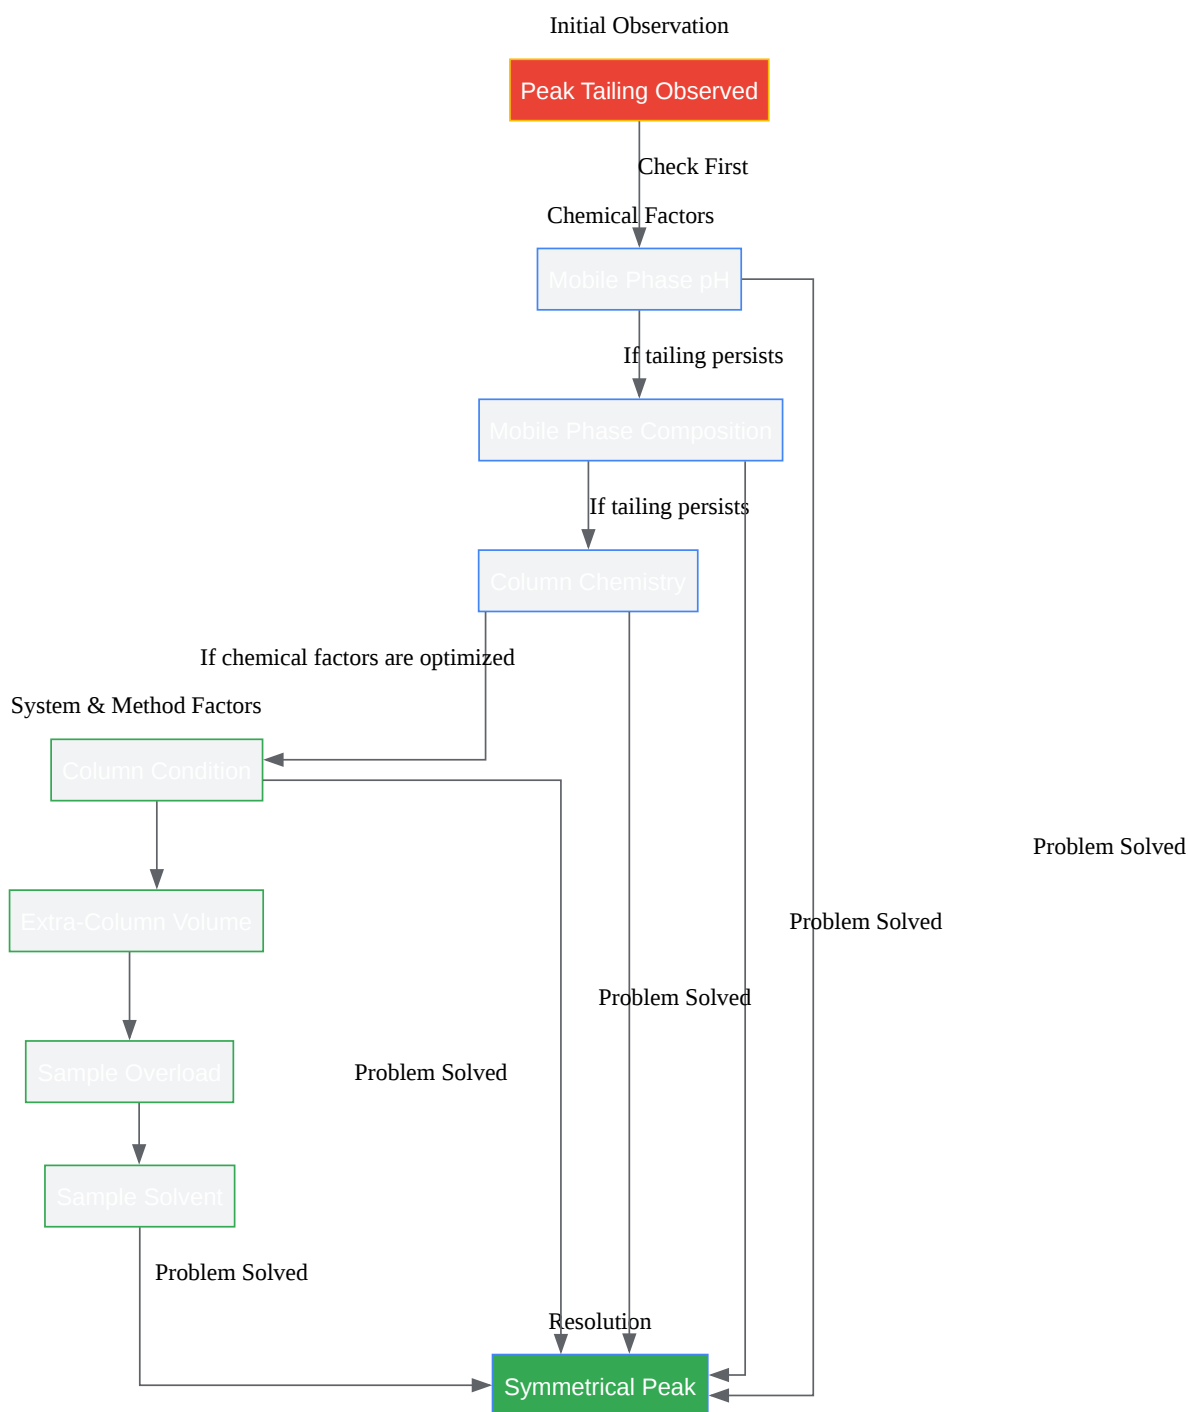 Initial Observation
Peak Tailing Observed
Check First
Chemical Factors
Mobile Phase pH
If tailing persists
Mobile Phase Composition
If tailing persists
Column Chemistry
If chemical factors are optimized
System & Method Factors
Column Condition
Problem Solved
Extra-Column Volume
Problem Solved
Problem Solved
Sample Overload
Problem Solved
Sample Solvent
Problem Solved
Resolution
Symmetrical Peak